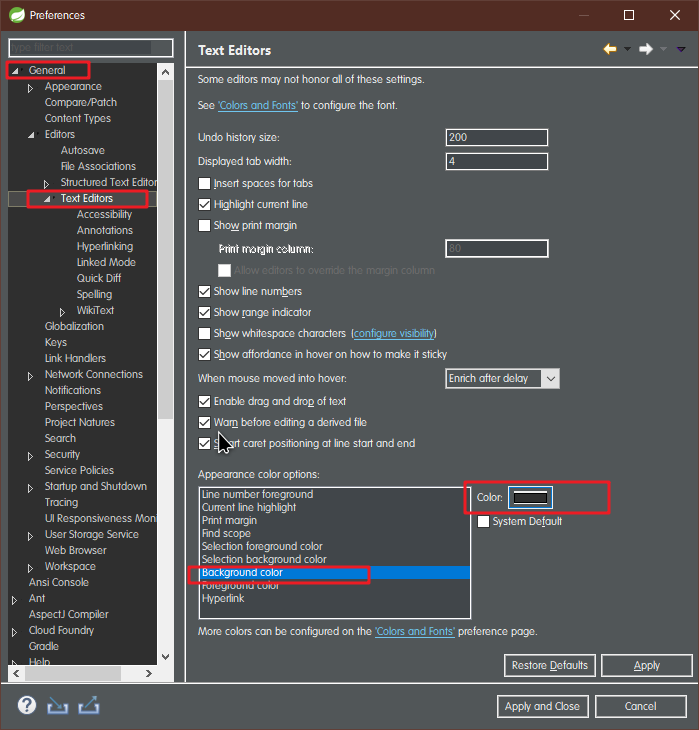 Preferences
type filter text
General
Appearance
Compare/Patch
Content Types
Editors
Autosave
File Associations
Structured Text Editor
Text Editors
Accessibility
Annotations
Hyperlinking
Linked Mode
Quick Diff
Spelling
WikiText
Globalization
Keys
Link Handlers
Network Connections
Notifications
Perspectives
Project Natures
Search
Security
Service Policies
Startup and Shutdown
Tracing
UI Responsiveness Moni
User Storage Service
Web Browser
Workspace
Ansi Console
Ant
AspectJ Compiler
Cloud Foundry
Gradle
Help
Text Editors
Some editors may not honor all of these settings.
See 'Colors and Fonts' to configure the font.
Undo history size: 200
Displayed tab width: 4
Insert spaces for tabs
Highlight current line
Show print margin
Print margin column: 80
Allow editors to override the margin column
Show line numbers
Show range indicator
Show whitespace characters (configure visibility)
Show affordance in hover on how to make it sticky
When mouse moved into hover: Enrich after delay
Enable drag and drop of text
Warn before editing a derived file
Smart caret positioning at line start and end
Appearance color options:
Line number foreground
Current line highlight
Print margin
Find scope
Selection foreground color
Selection background color
Background color
Foreground color
Hyperlink
Color:
System Default
More colors can be configured on the 'Colors and Fonts' preference page.
Restore Defaults
Apply
?
Apply and Close
Cancel